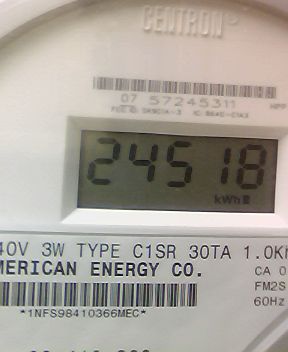 CENTRON
07 57245311
24518
kWh
40V 3W TYPE C1SR 30TA 1.0Kh
MERICAN ENERGY CO.
CA 0
FM2S
60Hz
*1NFS98410366MEC*